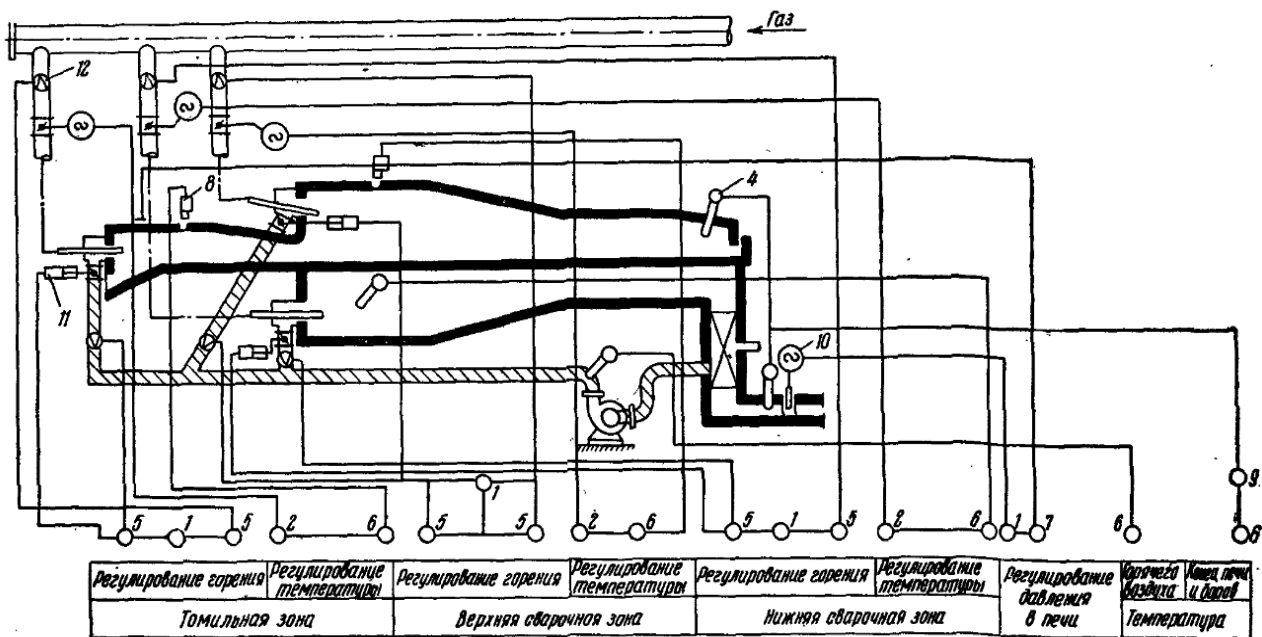 Газ
12
8
4
11
10
9
1
5 1 5 2 6 5 5 2 6 5 1 5 2 6 1 7 6 6
Регулирование горения Регулирование температуры Регулирование горения Регулирование температуры Регулирование горения Регулирование температуры Регулирование давления в печи Горячего воздуха Конец печи и боров
Томильная зона Верхняя сварочная зона Нижняя сварочная зона Температура